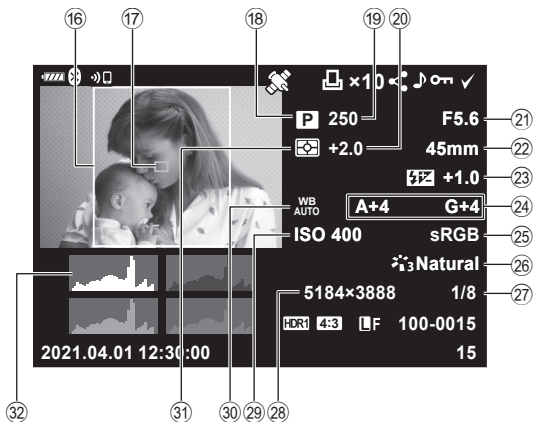 16 17 18 19 20
×10
P 250 F5.6 21
+2.0 45mm 22
+1.0 23
WB AUTO A+4 G+4 24
ISO 400 sRGB 25
3 Natural 26
5184×3888 1/8 27
HDR1 4:3 LF 100-0015
2021.04.01 12:30:00 15
32 31 30 29 28